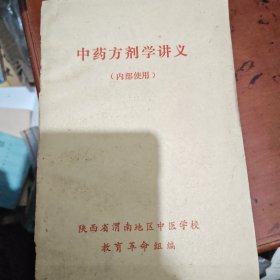 中药方剂学讲义
（内部使用）
陕西省渭南地区中医学校
教育革命组编